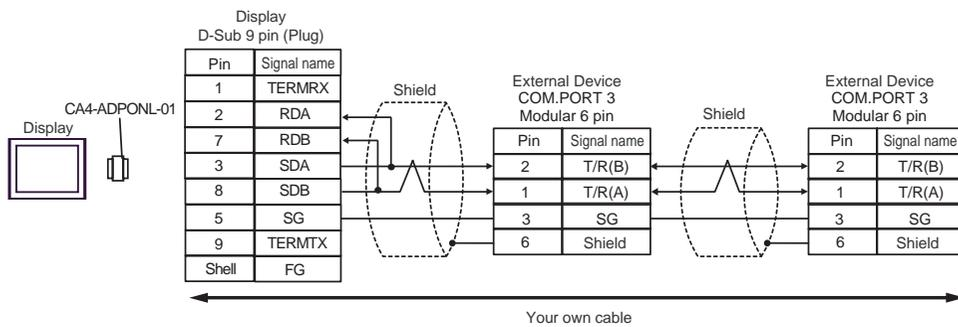 Display
D-Sub 9 pin (Plug)
Pin Signal name
1 TERMRX
2 RDA
7 RDB
3 SDA
8 SDB
5 SG
9 TERMTX
Shell FG
CA4-ADPONL-01
Display
Shield
External Device
COM.PORT 3
Modular 6 pin
Pin Signal name
2 T/R(B)
1 T/R(A)
3 SG
6 Shield
Shield
External Device
COM.PORT 3
Modular 6 pin
Pin Signal name
2 T/R(B)
1 T/R(A)
3 SG
6 Shield
Your own cable